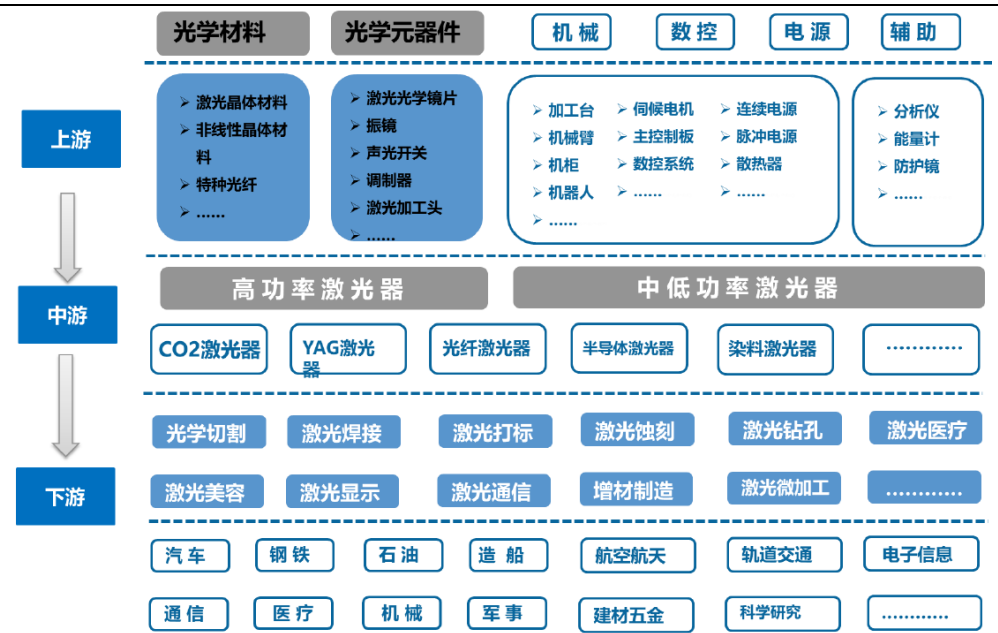 光学材料
光学元器件
机械
数控
电源
辅助
上游
➢ 激光晶体材料
➢ 非线性晶体材
料
➢ 特种光纤
➢ ......
➢ 激光光学镜片
➢ 振镜
➢ 声光开关
➢ 调制器
➢ 激光加工头
➢ ......
➢ 加工台
➢ 机械臂
➢ 机柜
➢ 机器人
➢ ......
➢ 伺候电机
➢ 主控制板
➢ 数控系统
➢ ......
➢ 连续电源
➢ 脉冲电源
➢ 散热器
➢ ......
➢ 分析仪
➢ 能量计
➢ 防护镜
➢ ......
中游
高功率激光器
中低功率激光器
CO2激光器
YAG激光
器
光纤激光器
半导体激光器
染料激光器
............
下游
光学切割
激光焊接
激光打标
激光蚀刻
激光钻孔
激光医疗
激光美容
激光显示
激光通信
增材制造
激光微加工
............
汽车
钢铁
石油
造船
航空航天
轨道交通
电子信息
通信
医疗
机械
军事
建材五金
科学研究
............